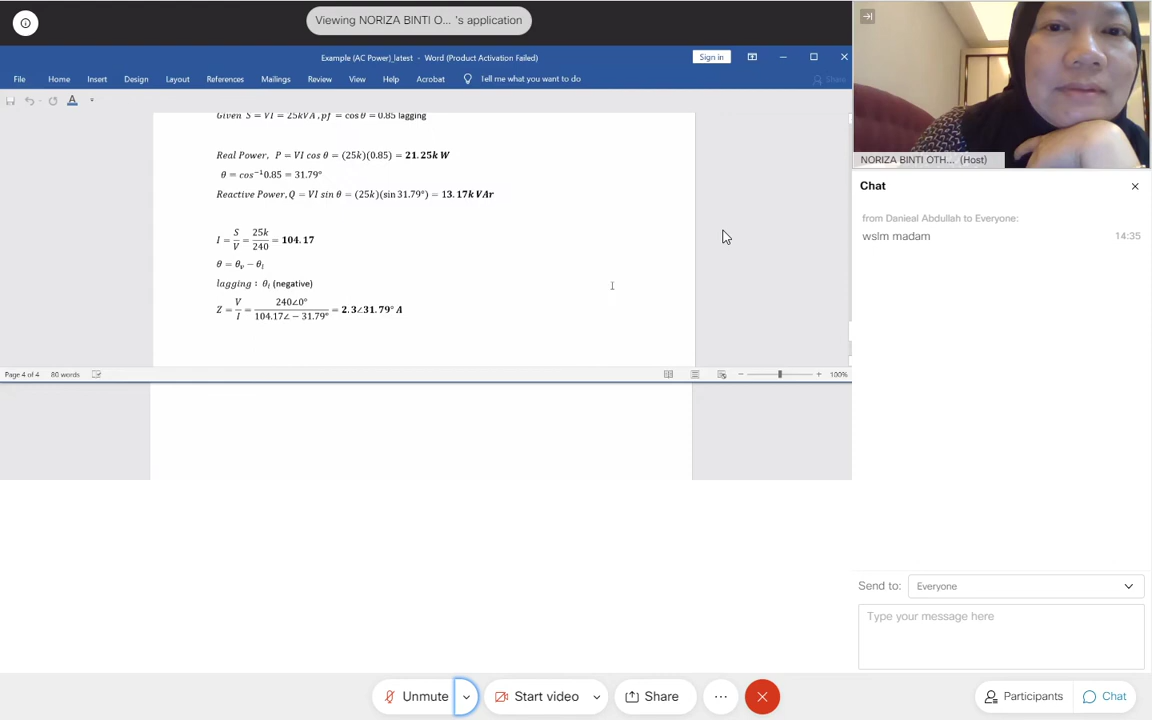 Viewing NORIZA BINTI O... 's application
Example (AC Power)_latest - Word (Product Activation Failed)
Sign in
File Home Insert Design Layout References Mailings Review View Help Acrobat Tell me what you want to do Share
Given S = VI = 25kVA, pf = cos θ = 0.85 lagging
Real Power, P = VI cos θ = (25k)(0.85) = 21.25k W
θ = cos⁻¹0.85 = 31.79°
Reactive Power, Q = VI sin θ = (25k)(sin 31.79°) = 13.17k VAr
I = S/V = 25k/240 = 104.17
θ = θv − θi
lagging : θi (negative)
Z = V/I = 240∠0°/104.17∠ − 31.79° = 2.3∠31.79° A
Page 4 of 4 80 words
100%
NORIZA BINTI OTH... (Host)
Chat
from Danieal Abdullah to Everyone:
wslm madam 14:35
Send to: Everyone
Type your message here
Unmute Start video Share
Participants Chat